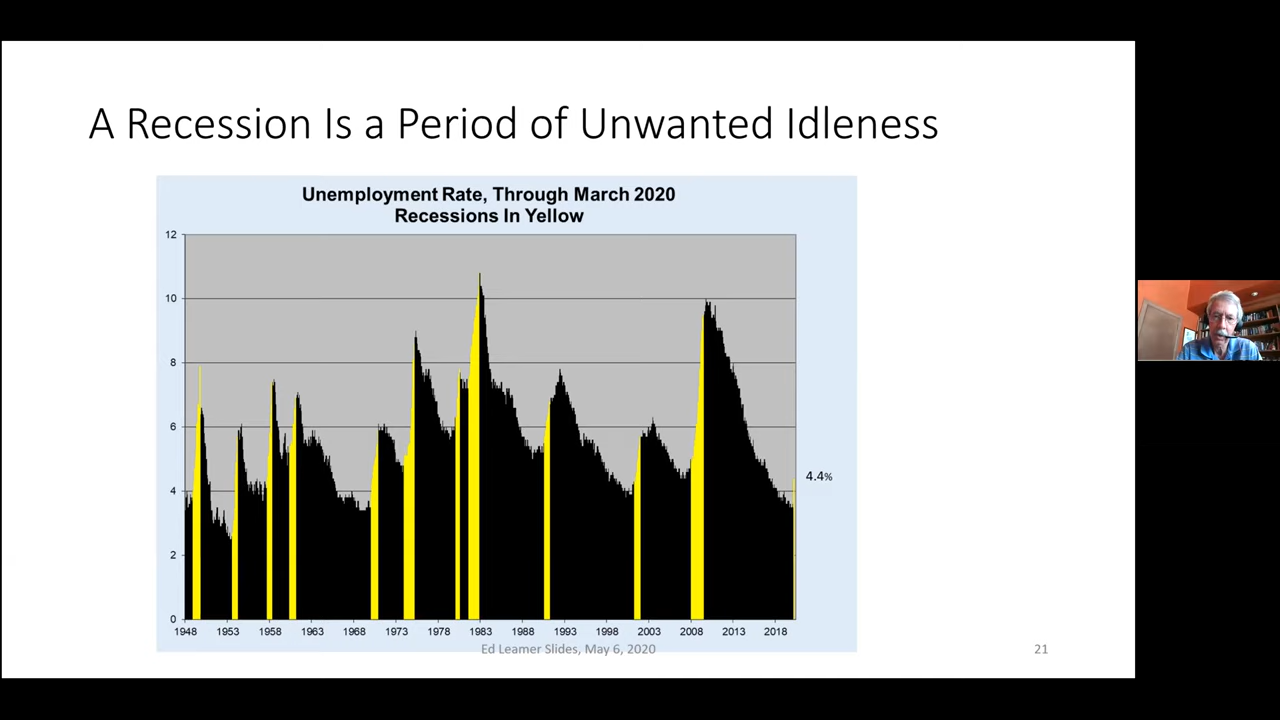 A Recession Is a Period of Unwanted Idleness
Unemployment Rate, Through March 2020
Recessions In Yellow
12
10
8
6
4
2
0
4.4%
1948 1953 1958 1963 1968 1973 1978 1983 1988 1993 1998 2003 2008 2013 2018
Ed Leamer Slides, May 6, 2020
21